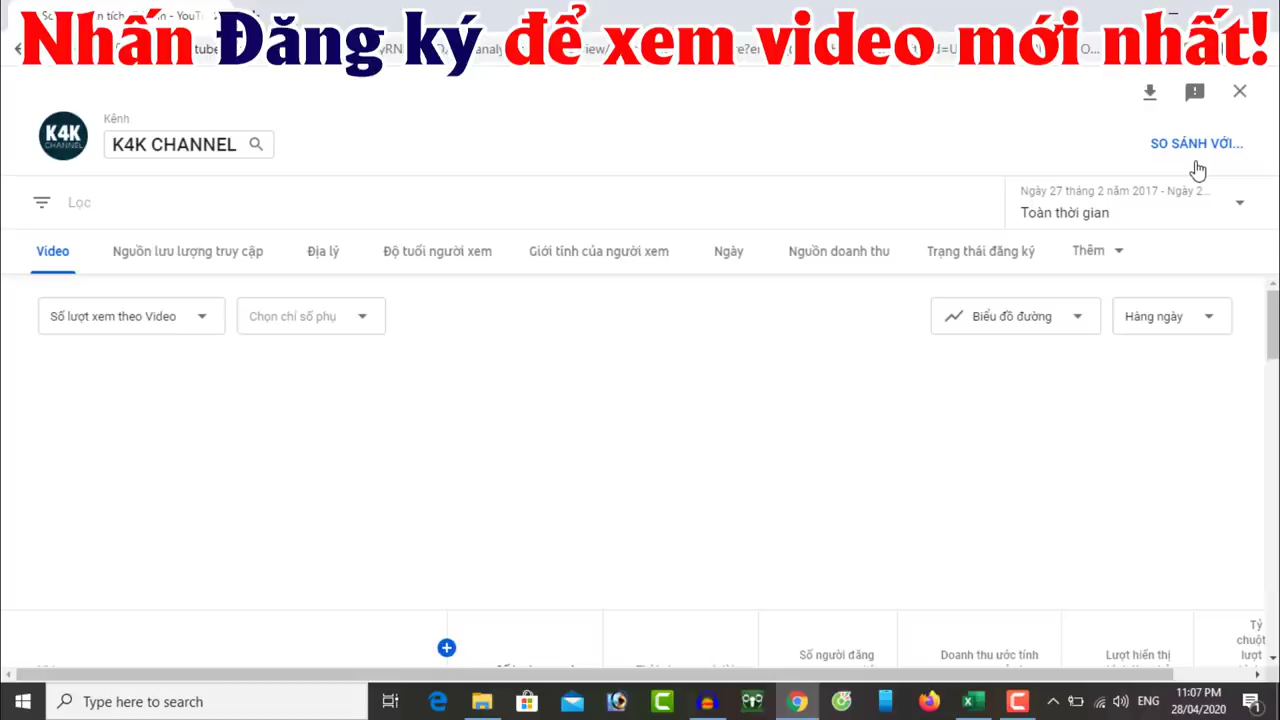 Nhấn Đăng ký để xem video mới nhất!
K4K
CHANNEL
Kênh
K4K CHANNEL
SO SÁNH VỚI...
Lọc
Ngày 27 tháng 2 năm 2017 - Ngày 2...
Toàn thời gian
Video
Nguồn lưu lượng truy cập
Địa lý
Độ tuổi người xem
Giới tính của người xem
Ngày
Nguồn doanh thu
Trạng thái đăng ký
Thêm
Số lượt xem theo Video
Chọn chỉ số phụ
Biểu đồ đường
Hàng ngày
Số người đăng
Doanh thu ước tính
Lượt hiển thị
Tỷ
chuột
lượt
Type here to search
ENG
11:07 PM
28/04/2020
1